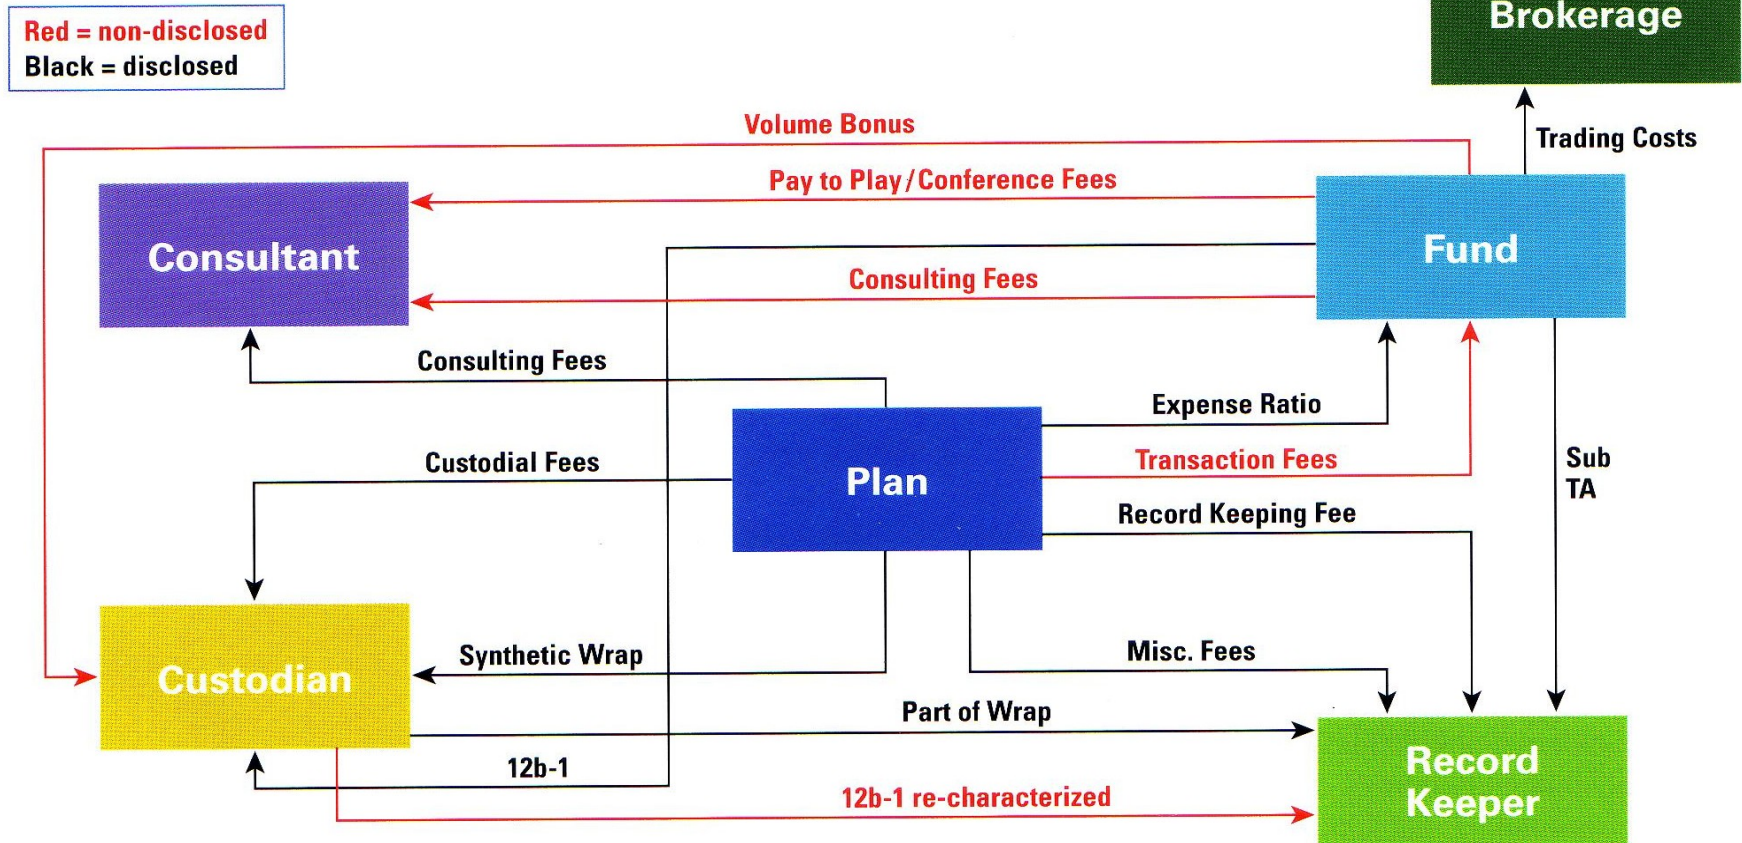 Red = non-disclosed
Black = disclosed
Brokerage
Volume Bonus
Trading Costs
Pay to Play/Conference Fees
Consultant
Fund
Consulting Fees
Consulting Fees
Expense Ratio
Custodial Fees
Transaction Fees
Plan
Sub
TA
Record Keeping Fee
Synthetic Wrap
Misc. Fees
Custodian
Part of Wrap
12b-1
Record
Keeper
12b-1 re-characterized